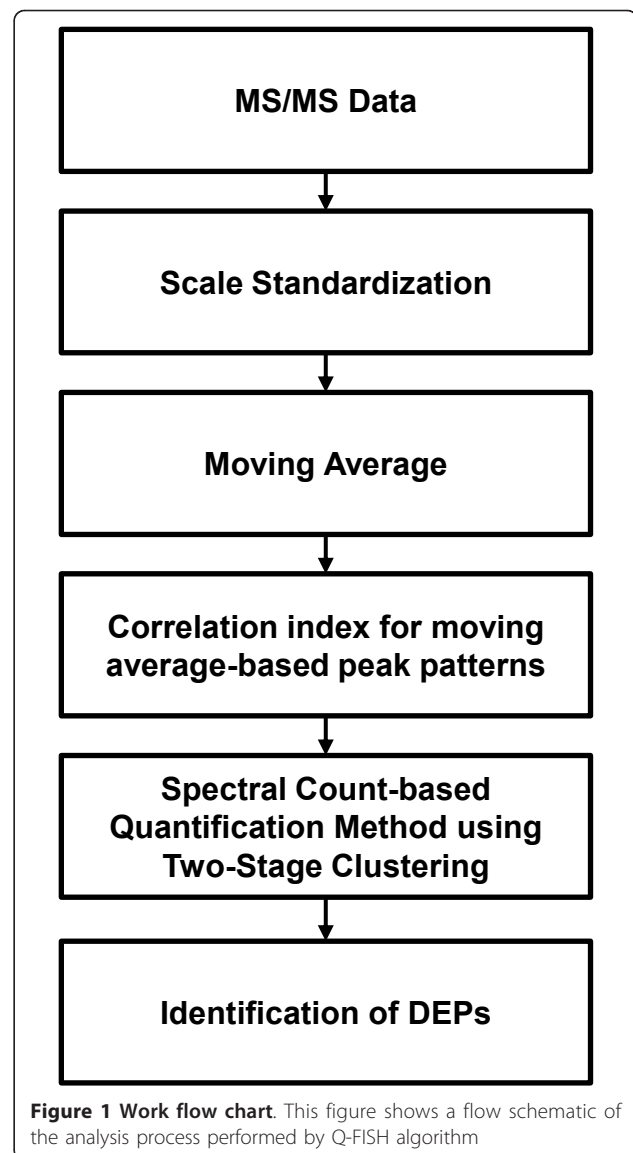 MS/MS Data
Scale Standardization
Moving Average
Correlation index for moving
average-based peak patterns
Spectral Count-based
Quantification Method using
Two-Stage Clustering
Identification of DEPs
Figure 1 Work flow chart. This figure shows a flow schematic of
the analysis process performed by Q-FISH algorithm